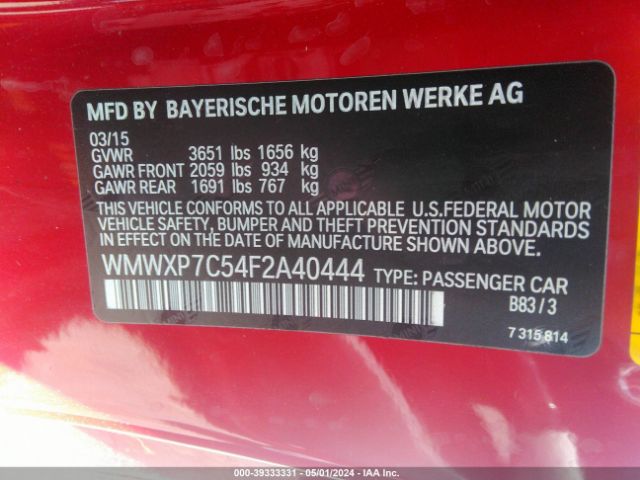 MFD BY BAYERISCHE MOTOREN WERKE AG
03/15
GVWR 3651 lbs 1656 kg
GAWR FRONT 2059 lbs 934 kg
GAWR REAR 1691 lbs 767 kg
THIS VEHICLE CONFORMS TO ALL APPLICABLE U.S.FEDERAL MOTOR
VEHICLE SAFETY, BUMPER AND THEFT PREVENTION STANDARDS
IN EFFECT ON THE DATE OF MANUFACTURE SHOWN ABOVE.
WMWXP7C54F2A40444 TYPE: PASSENGER CAR
B83/3
7 315 814
000-39333331 - 05/01/2024 - IAA Inc.